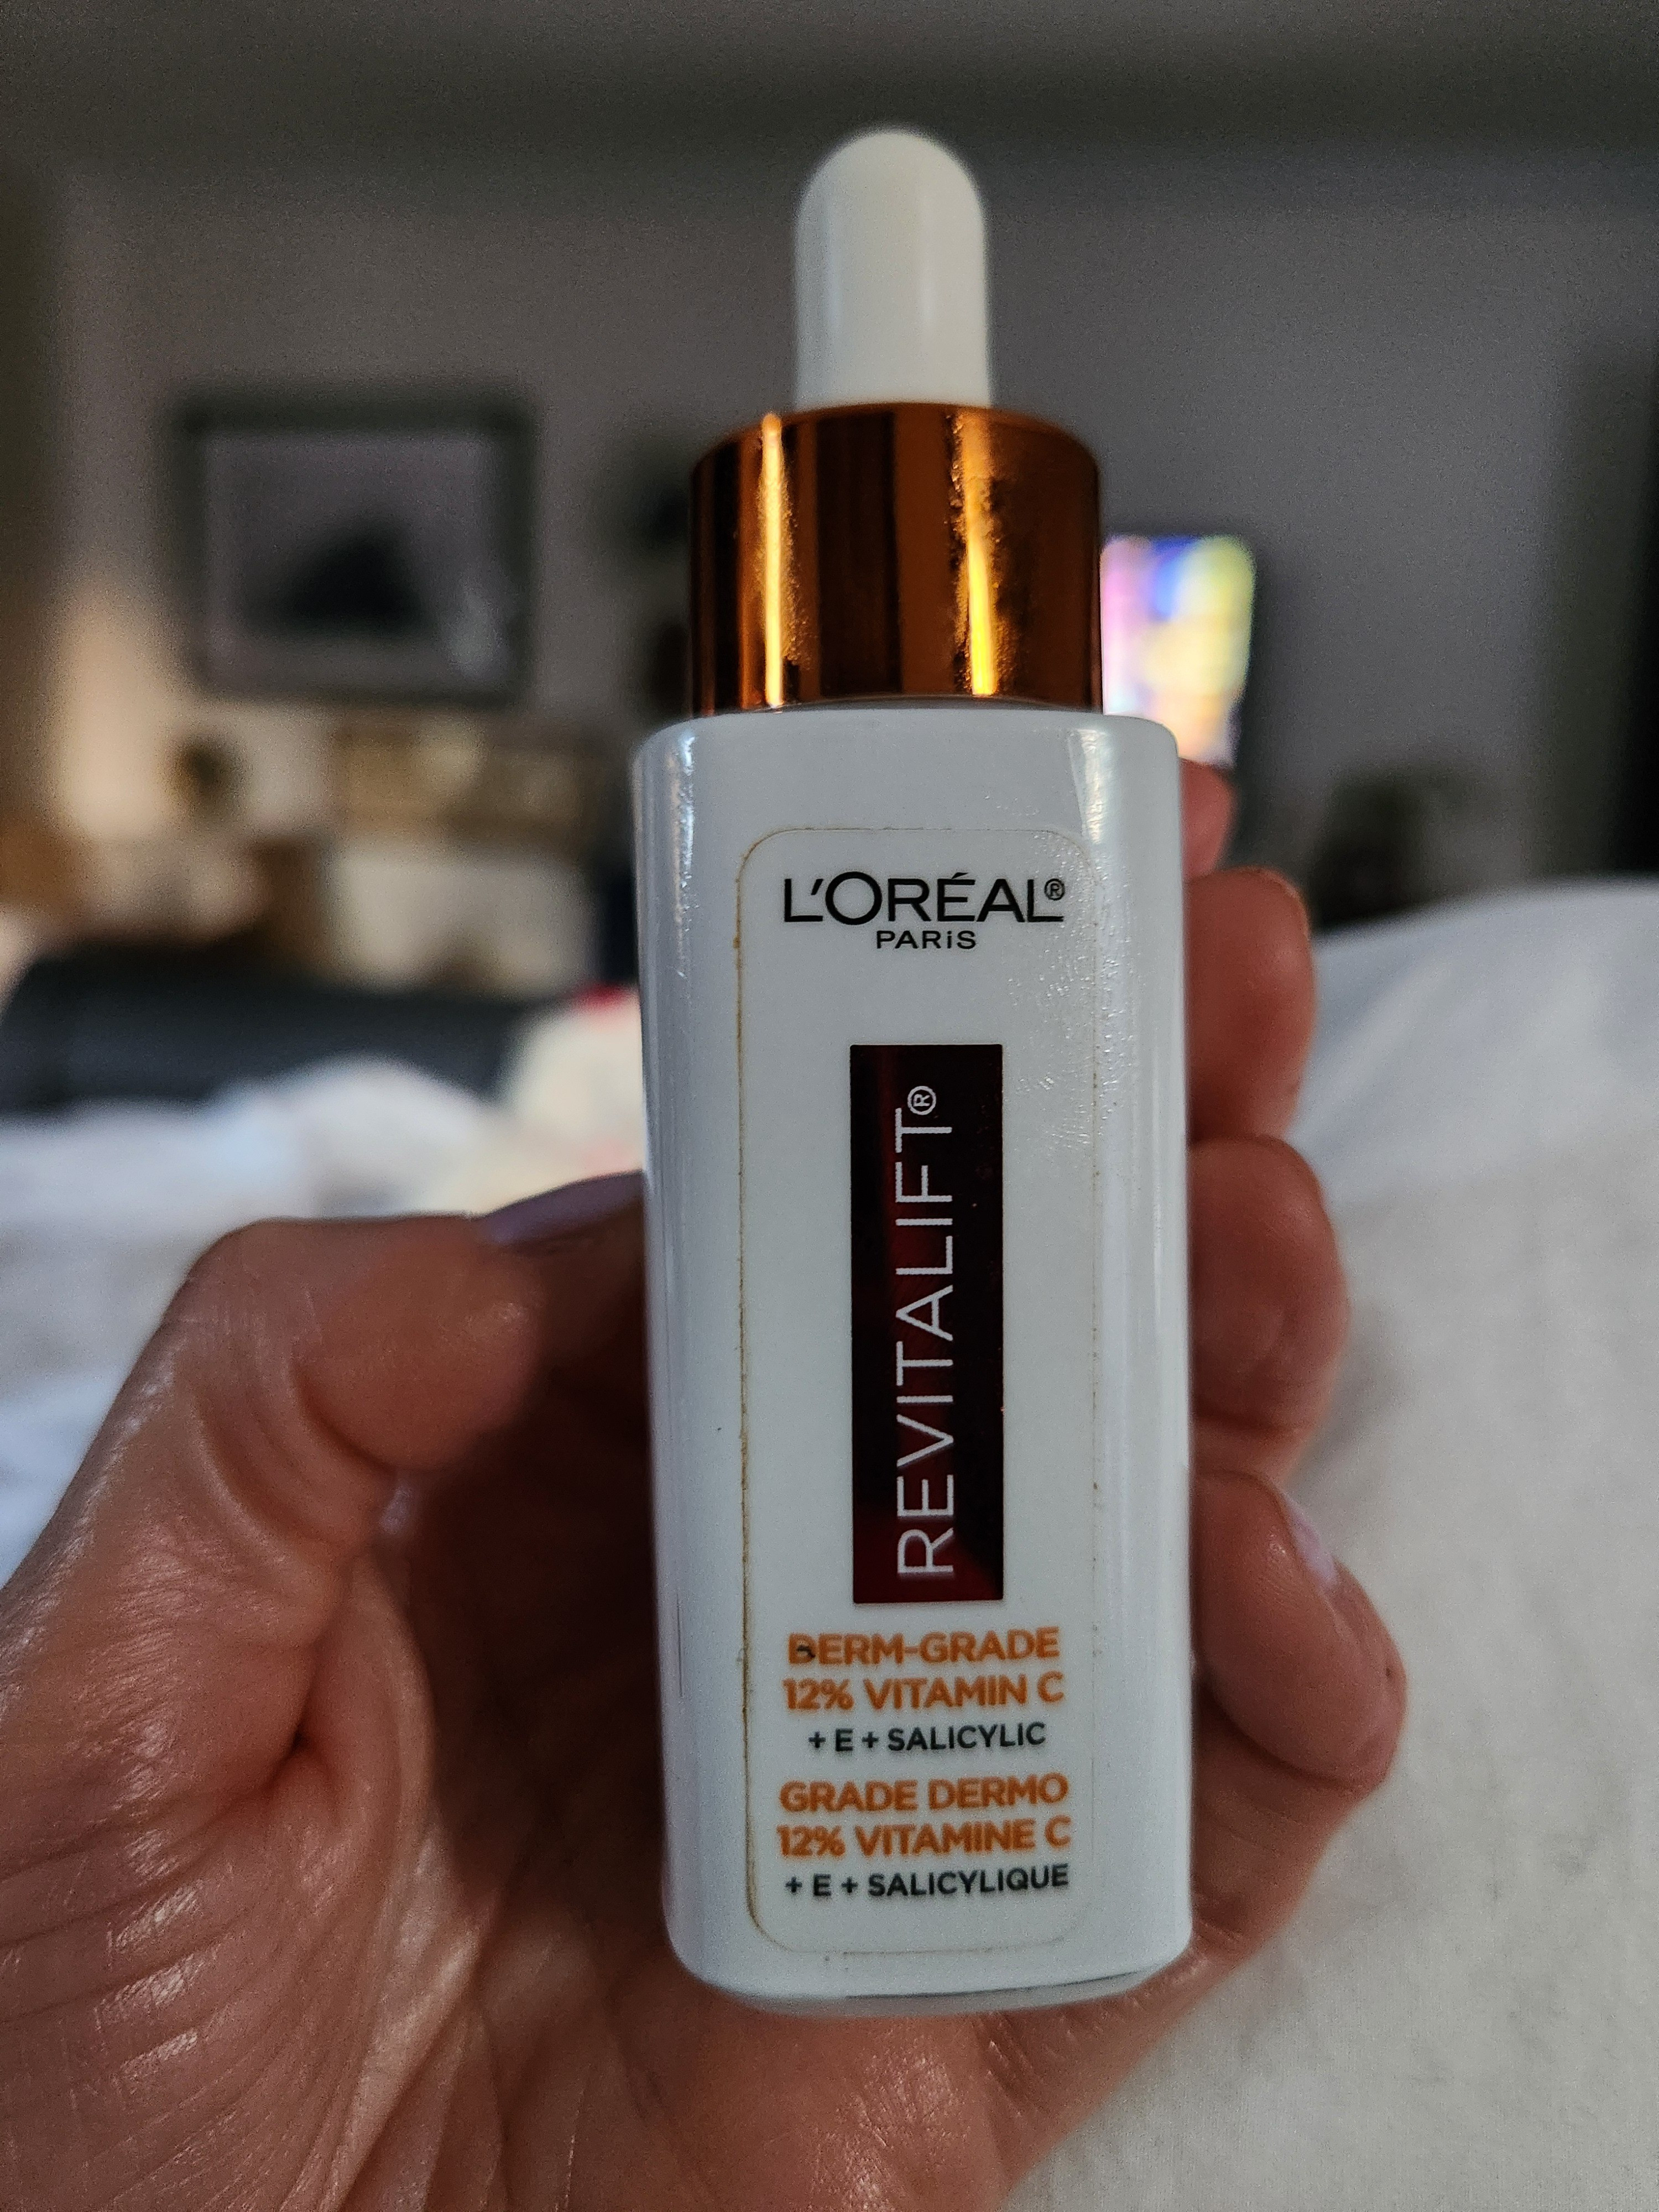 L'ORÉAL®
PARiS
REVITALIFT®
DERM-GRADE
12% VITAMIN C
+ E + SALICYLIC
GRADE DERMO
12% VITAMINE C
+ E + SALICYLIQUE